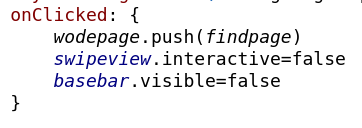 onClicked: {
    wodepage.push(findpage)
    swipeview.interactive=false
    basebar.visible=false
}